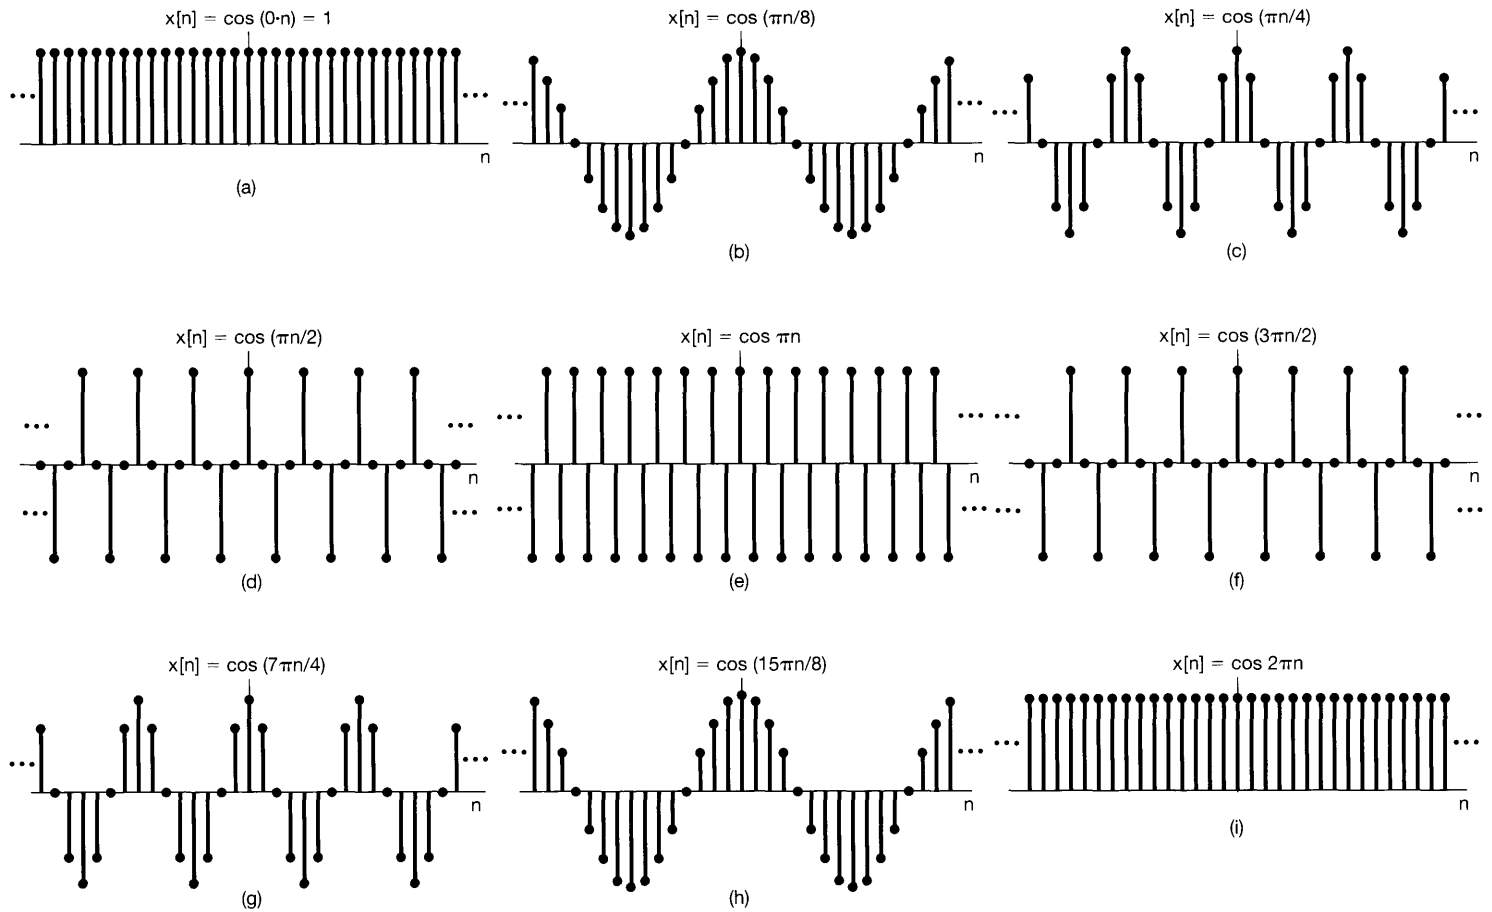 x[n] = cos (0·n) = 1
x[n] = cos (πn/8)
x[n] = cos (πn/4)
n
n
n
(a)
(b)
(c)
x[n] = cos (πn/2)
x[n] = cos πn
x[n] = cos (3πn/2)
n
n
n
(d)
(e)
(f)
x[n] = cos (7πn/4)
x[n] = cos (15πn/8)
x[n] = cos 2πn
n
n
n
(g)
(h)
(i)